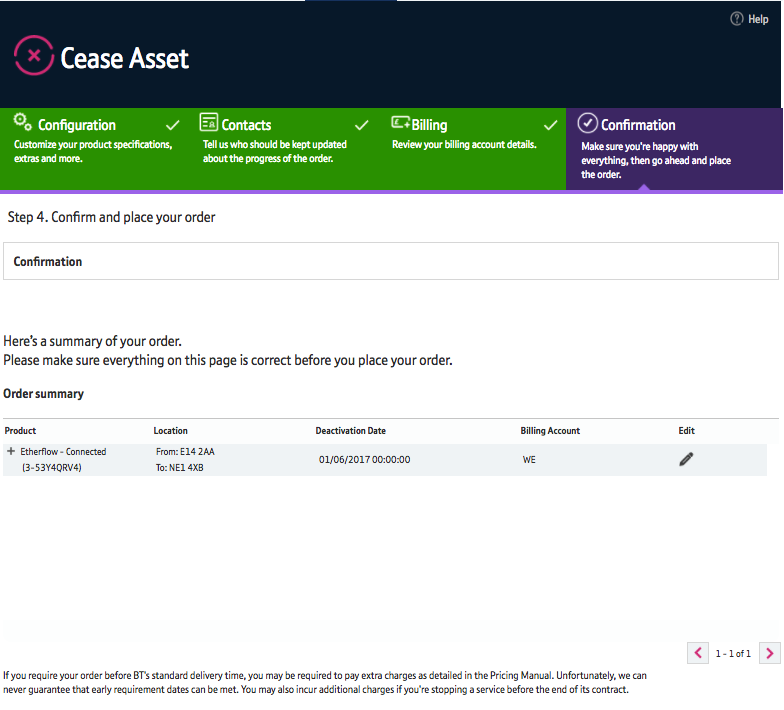 Help
Cease Asset
Configuration
Customize your product specifications,
extras and more.
Contacts
Tell us who should be kept updated
about the progress of the order.
Billing
Review your billing account details.
Confirmation
Make sure you're happy with
everything, then go ahead and place
the order.
Step 4. Confirm and place your order
Confirmation
Here's a summary of your order.
Please make sure everything on this page is correct before you place your order.
Order summary
Product Location Deactivation Date Billing Account Edit
+ Etherflow - Connected
(3-53Y4QRV4)
From: E14 2AA
To: NE1 4XB
01/06/2017 00:00:00
WE
1 - 1 of 1
If you require your order before BT's standard delivery time, you may be required to pay extra charges as detailed in the Pricing Manual. Unfortunately, we can
never guarantee that early requirement dates can be met. You may also incur additional charges if you're stopping a service before the end of its contract.